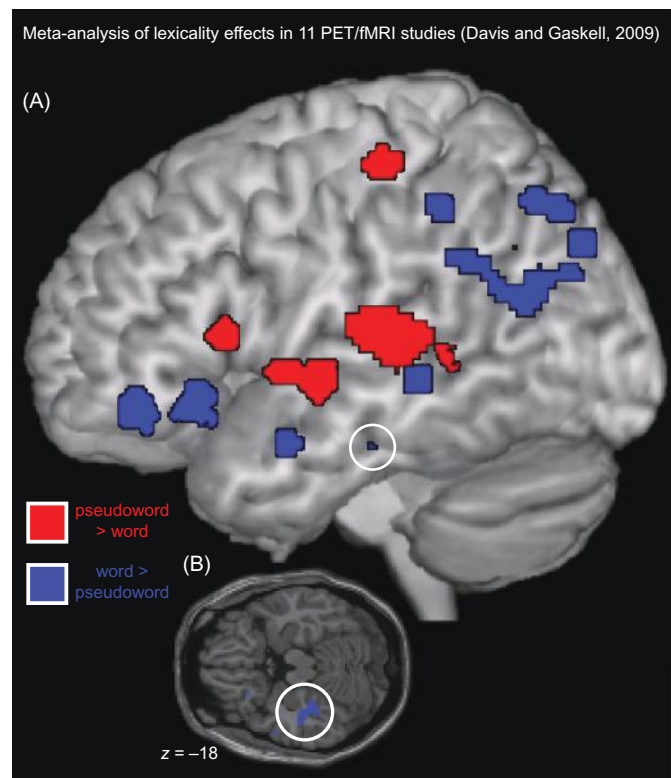 Meta-analysis of lexicality effects in 11 PET/fMRI studies (Davis and Gaskell, 2009)
(A)
pseudoword
> word
word >
pseudoword
(B)
z = –18